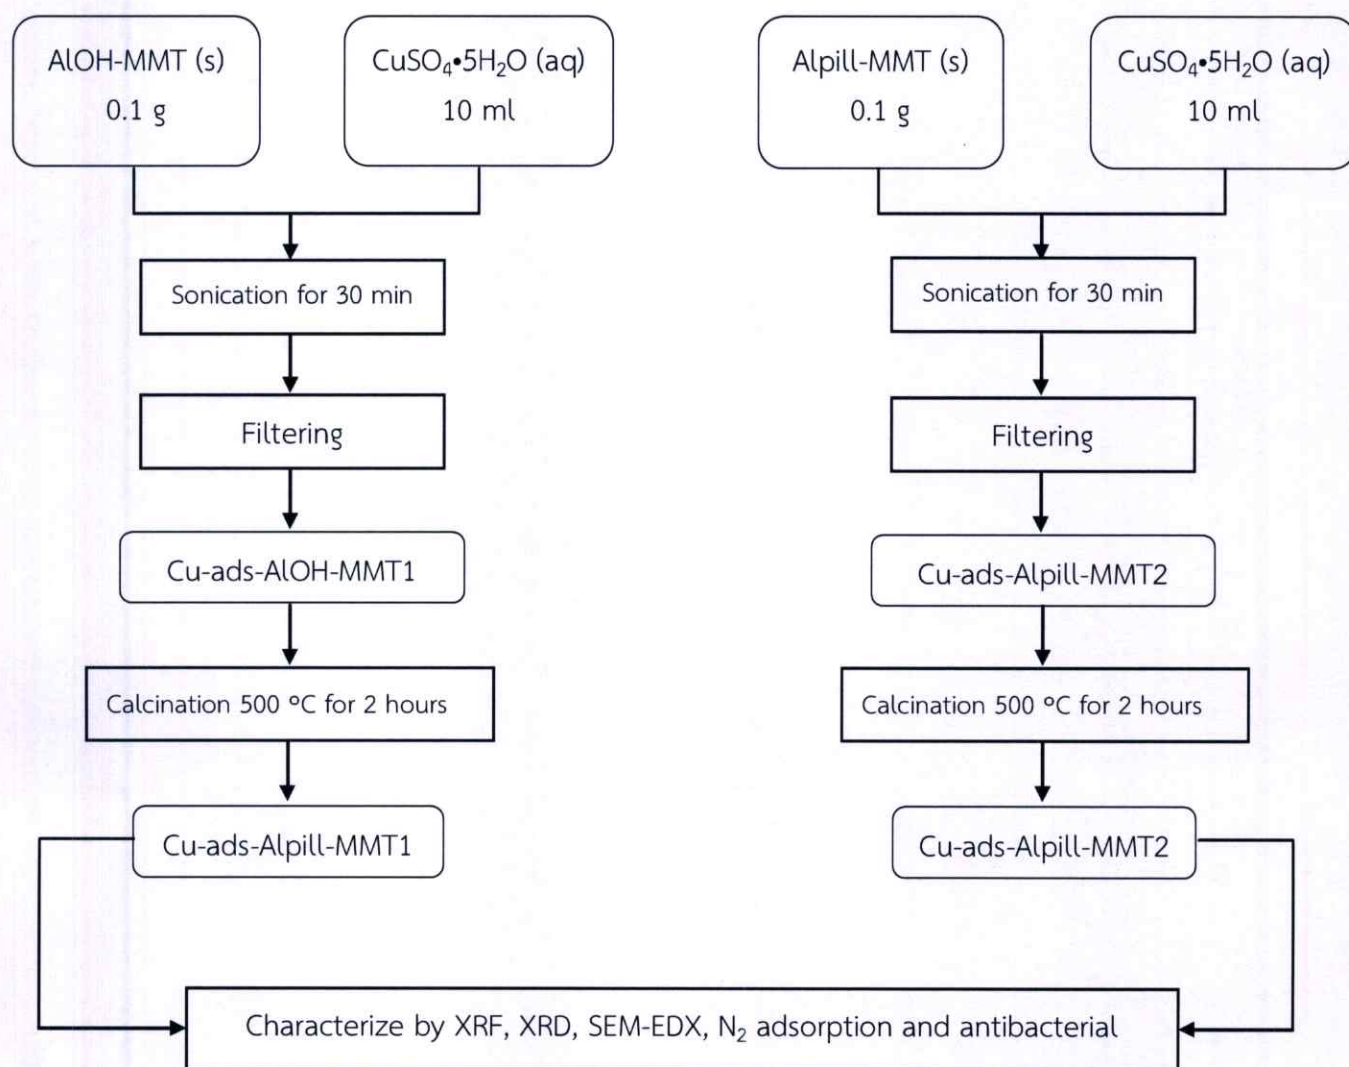 AlOH-MMT (s)
0.1 g
CuSO₄•5H₂O (aq)
10 ml
Sonication for 30 min
Filtering
Cu-ads-AlOH-MMT1
Calcination 500 ºC for 2 hours
Cu-ads-Alpill-MMT1
Alpill-MMT (s)
0.1 g
CuSO₄•5H₂O (aq)
10 ml
Sonication for 30 min
Filtering
Cu-ads-Alpill-MMT2
Calcination 500 ºC for 2 hours
Cu-ads-Alpill-MMT2
Characterize by XRF, XRD, SEM-EDX, N₂ adsorption and antibacterial